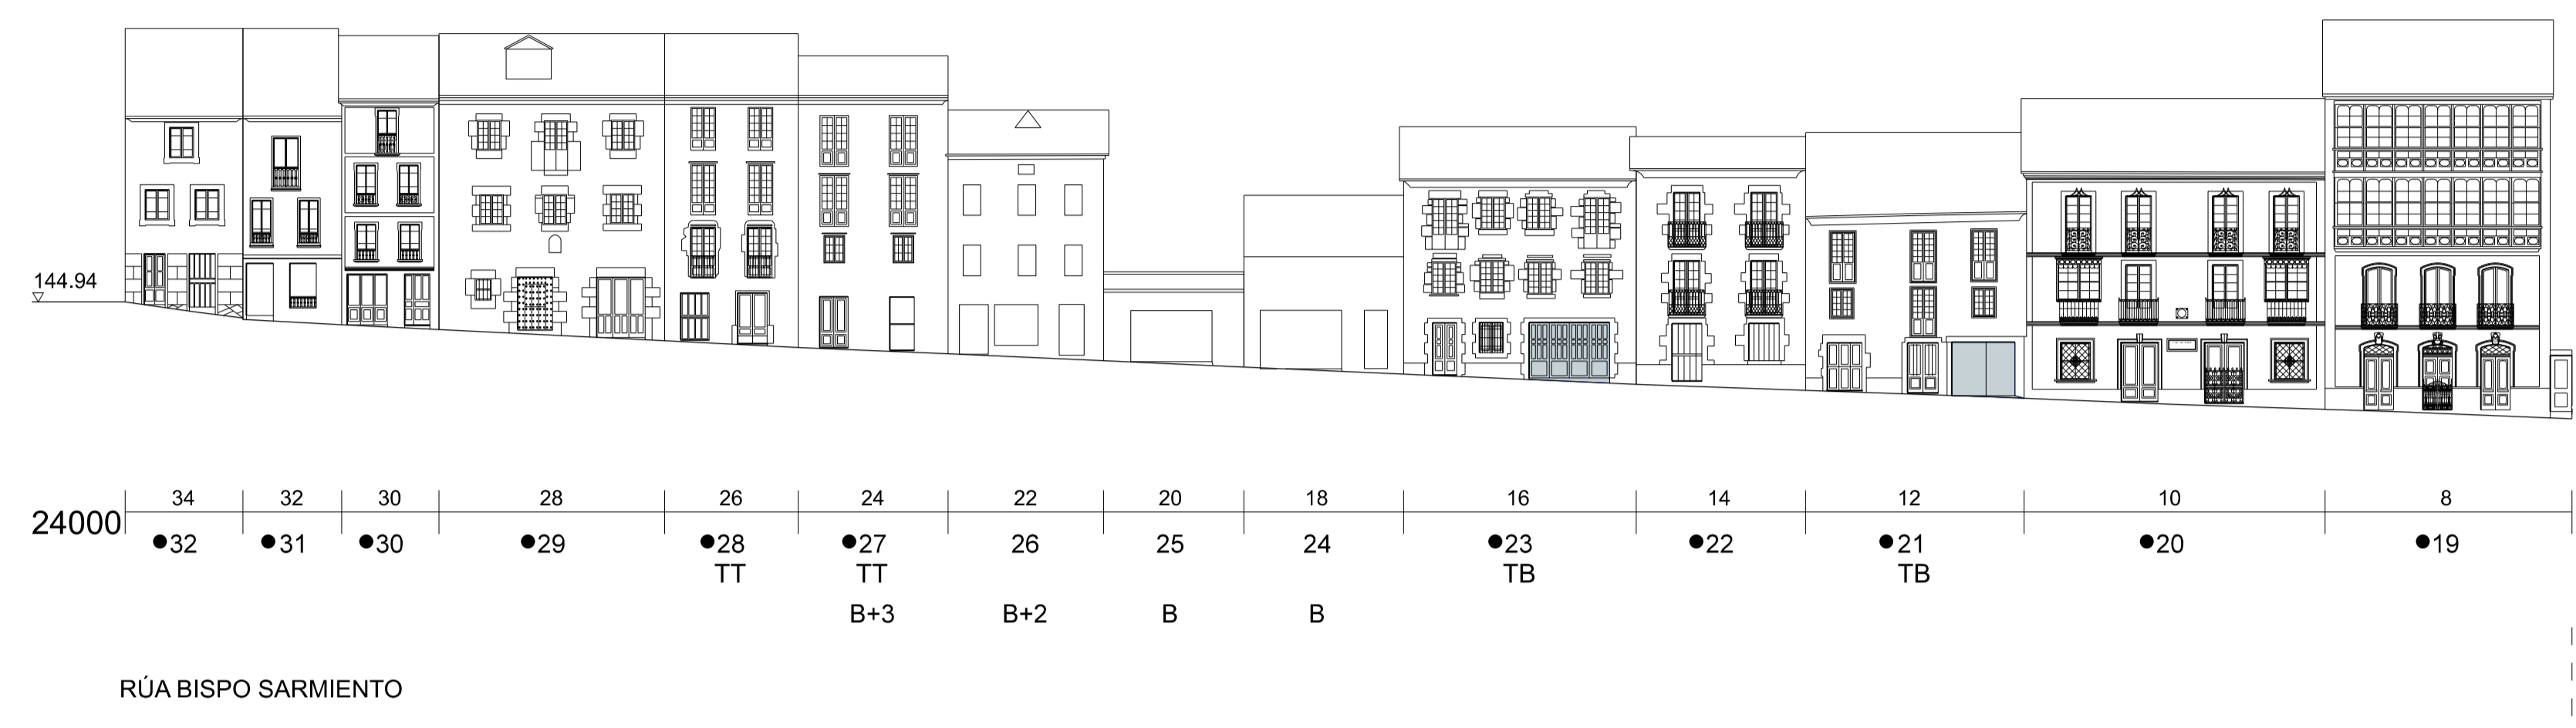 144.94
34 32 30 28 26 24 22 20 18 16 14 12 10 8
24000
●32 ●31 ●30 ●29 ●28 ●27 26 25 24 ●23 ●22 ●21 ●20 ●19
TT TT TB TB
B+3 B+2 B B
RÚA BISPO SARMIENTO